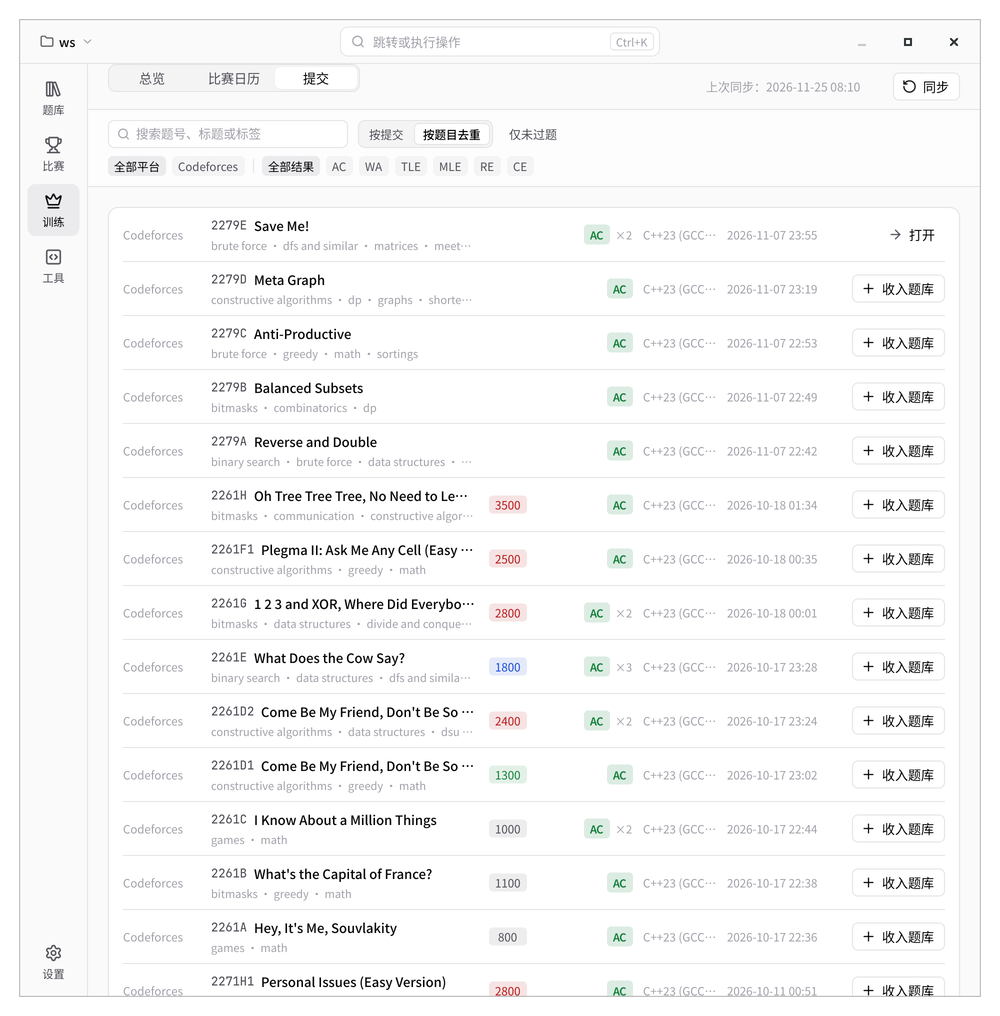 ws
跳转或执行操作
Ctrl+K
题库
比赛
训练
工具
设置
总览 比赛日历 提交
上次同步：2026-11-25 08:10
同步
搜索题号、标题或标签
按提交 按题目去重 仅未过题
全部平台 Codeforces 全部结果 AC WA TLE MLE RE CE
Codeforces 2279E Save Me! AC ×2 C++23 (GCC··· 2026-11-07 23:55 打开
brute force • dfs and similar • matrices • meet···
Codeforces 2279D Meta Graph AC C++23 (GCC··· 2026-11-07 23:19 收入题库
constructive algorithms • dp • graphs • shorte···
Codeforces 2279C Anti-Productive AC C++23 (GCC··· 2026-11-07 22:53 收入题库
brute force • greedy • math • sortings
Codeforces 2279B Balanced Subsets AC C++23 (GCC··· 2026-11-07 22:49 收入题库
bitmasks • combinatorics • dp
Codeforces 2279A Reverse and Double AC C++23 (GCC··· 2026-11-07 22:42 收入题库
binary search • brute force • data structures • ···
Codeforces 2261H Oh Tree Tree Tree, No Need to Le··· 3500 AC C++23 (GCC··· 2026-10-18 01:34 收入题库
bitmasks • communication • constructive algor···
Codeforces 2261F1 Plegma II: Ask Me Any Cell (Easy ··· 2500 AC C++23 (GCC··· 2026-10-18 00:35 收入题库
constructive algorithms • greedy • math
Codeforces 2261G 1 2 3 and XOR, Where Did Everybo··· 2800 AC ×2 C++23 (GCC··· 2026-10-18 00:01 收入题库
bitmasks • data structures • divide and conque···
Codeforces 2261E What Does the Cow Say? 1800 AC ×3 C++23 (GCC··· 2026-10-17 23:28 收入题库
binary search • data structures • dfs and simila···
Codeforces 2261D2 Come Be My Friend, Don't Be So ··· 2400 AC ×2 C++23 (GCC··· 2026-10-17 23:24 收入题库
constructive algorithms • data structures • dsu ···
Codeforces 2261D1 Come Be My Friend, Don't Be So ··· 1300 AC C++23 (GCC··· 2026-10-17 23:02 收入题库
constructive algorithms • greedy • math
Codeforces 2261C I Know About a Million Things 1000 AC ×2 C++23 (GCC··· 2026-10-17 22:44 收入题库
games • math
Codeforces 2261B What's the Capital of France? 1100 AC C++23 (GCC··· 2026-10-17 22:38 收入题库
bitmasks • greedy • math
Codeforces 2261A Hey, It's Me, Souvlakity 800 AC C++23 (GCC··· 2026-10-17 22:36 收入题库
games • math
Codeforces 2271H1 Personal Issues (Easy Version) 2800 AC C++23 (GCC··· 2026-10-11 00:51 收入题库